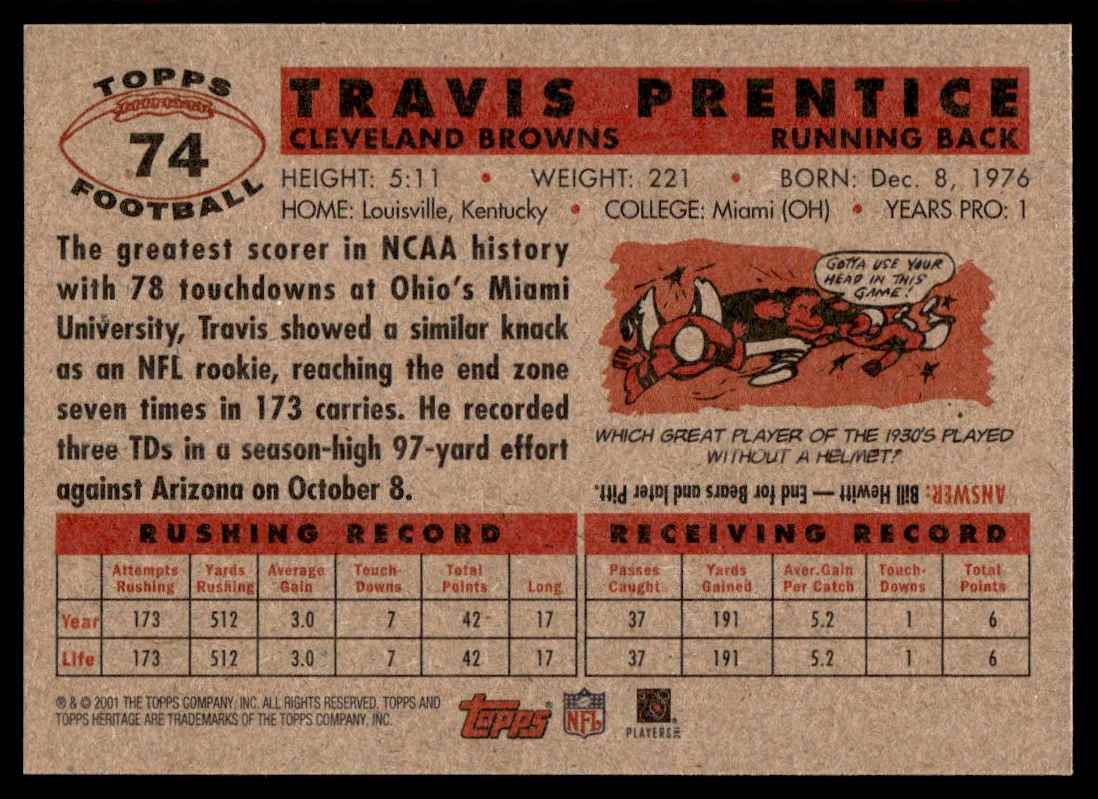 TOPPS
74
FOOTBALL
TRAVIS PRENTICE
CLEVELAND BROWNS RUNNING BACK
HEIGHT: 5:11 • WEIGHT: 221 • BORN: Dec. 8, 1976
HOME: Louisville, Kentucky • COLLEGE: Miami (OH) • YEARS PRO: 1
The greatest scorer in NCAA history
with 78 touchdowns at Ohio's Miami
University, Travis showed a similar knack
as an NFL rookie, reaching the end zone
seven times in 173 carries. He recorded
three TDs in a season-high 97-yard effort
against Arizona on October 8.
GOTTA USE YOUR
HEAD IN THIS
GAME!
WHICH GREAT PLAYER OF THE 1930'S PLAYED
WITHOUT A HELMET?
ANSWER: Bill Hewitt — End for Bears and later Pitt.
RUSHING RECORD
Attempts Rushing Yards Rushing Average Gain Touch-Downs Total Points Long
Year 173 512 3.0 7 42 17
Life 173 512 3.0 7 42 17
RECEIVING RECORD
Passes Caught Yards Gained Aver.Gain Per Catch Touch-Downs Total Points
37 191 5.2 1 6
37 191 5.2 1 6
® & © 2001 THE TOPPS COMPANY, INC. ALL RIGHTS RESERVED. TOPPS AND
TOPPS HERITAGE ARE TRADEMARKS OF THE TOPPS COMPANY, INC.
topps®
NFL
PLAYERS INC